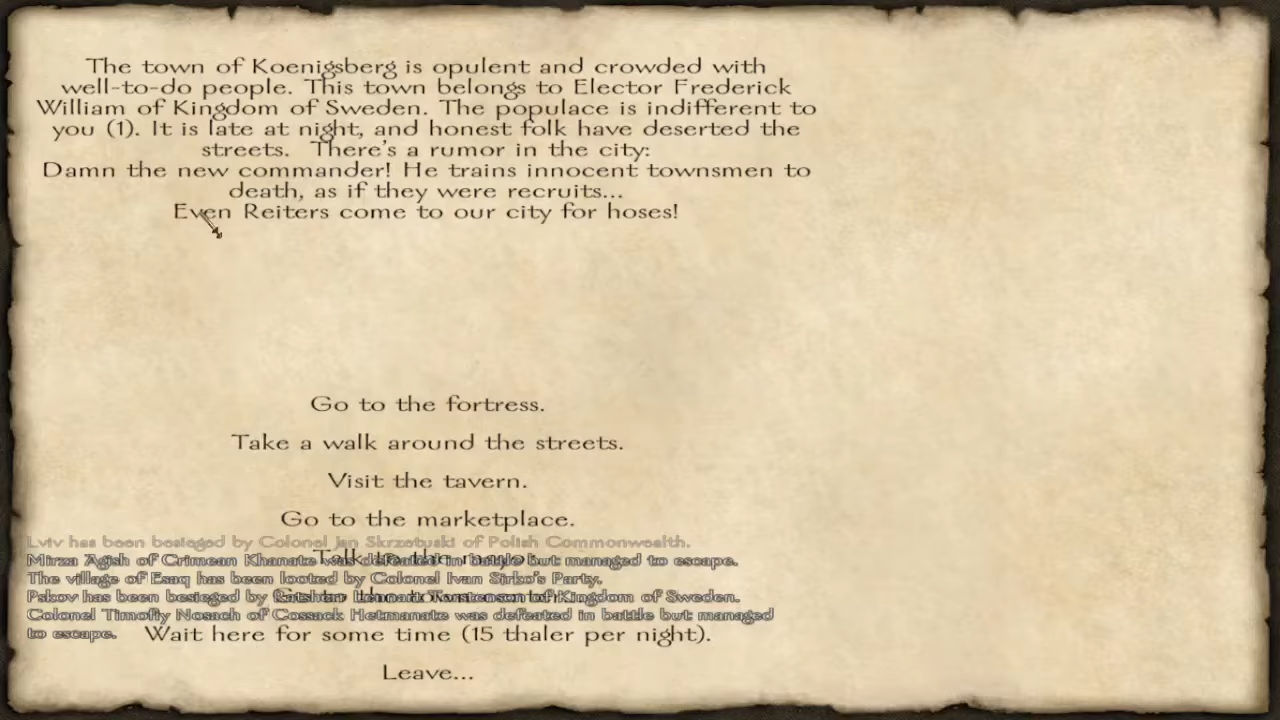 The town of Koenigsberg is opulent and crowded with
well-to-do people. This town belongs to Elector Frederick
William of Kingdom of Sweden. The populace is indifferent to
you (1). It is late at night, and honest folk have deserted the
streets. There's a rumor in the city:
Damn the new commander! He trains innocent townsmen to
death, as if they were recruits...
Even Reiters come to our city for hoses!
Go to the fortress.
Take a walk around the streets.
Visit the tavern.
Go to the marketplace.
Lviv has been besieged by Colonel Jan Skrzetuski of Polish Commonwealth.
Mirza Agish of Crimean Khanate was defeated in battle but managed to escape.
The village of Esaq has been looted by Colonel Ivan Sirko's Party.
Pskov has been besieged by Lennart Torstenson of Kingdom of Sweden.
Colonel Timofiy Nosach of Cossack Hetmanate was defeated in battle but managed
to escape.
Wait here for some time (15 thaler per night).
Leave...